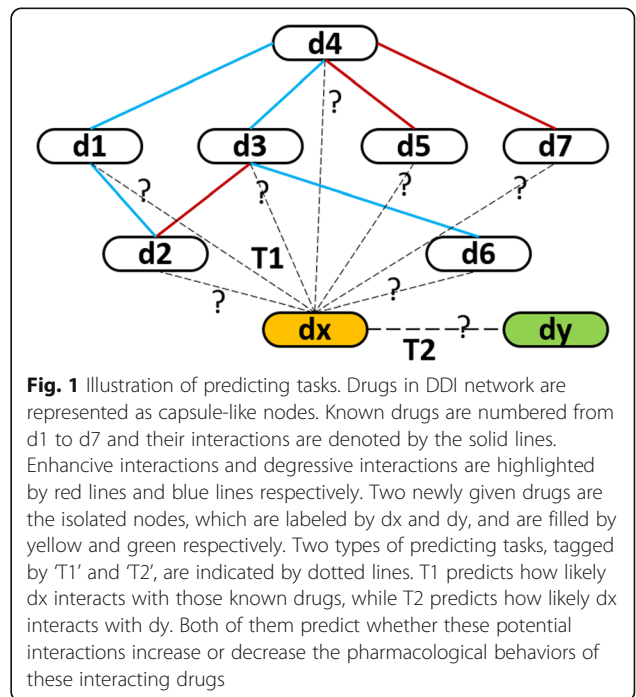 d4
?
d1
d3
d5
d7
?
?
?
?
d2
T1
d6
?
?
dx
?
dy
T2
Fig. 1 Illustration of predicting tasks. Drugs in DDI network are
represented as capsule-like nodes. Known drugs are numbered from
d1 to d7 and their interactions are denoted by the solid lines.
Enhancive interactions and degressive interactions are highlighted
by red lines and blue lines respectively. Two newly given drugs are
the isolated nodes, which are labeled by dx and dy, and are filled by
yellow and green respectively. Two types of predicting tasks, tagged
by ‘T1’ and ‘T2’, are indicated by dotted lines. T1 predicts how likely
dx interacts with those known drugs, while T2 predicts how likely dx
interacts with dy. Both of them predict whether these potential
interactions increase or decrease the pharmacological behaviors of
these interacting drugs